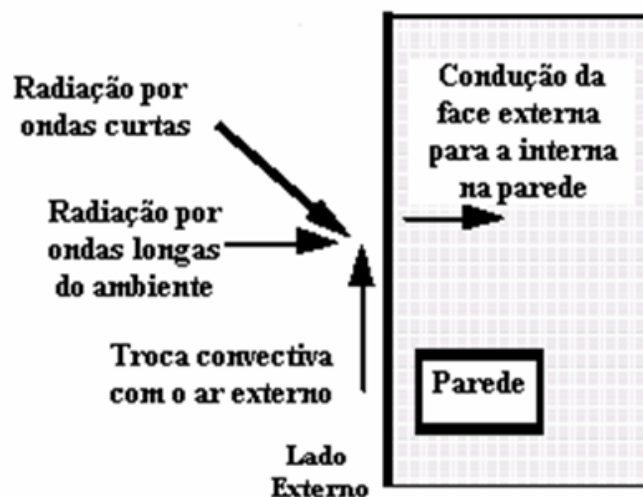 Radiação por
ondas curtas
Condução da
face externa
para a interna
na parede
Radiação por
ondas longas
do ambiente
Troca convectiva
com o ar externo
Parede
Lado
Externo